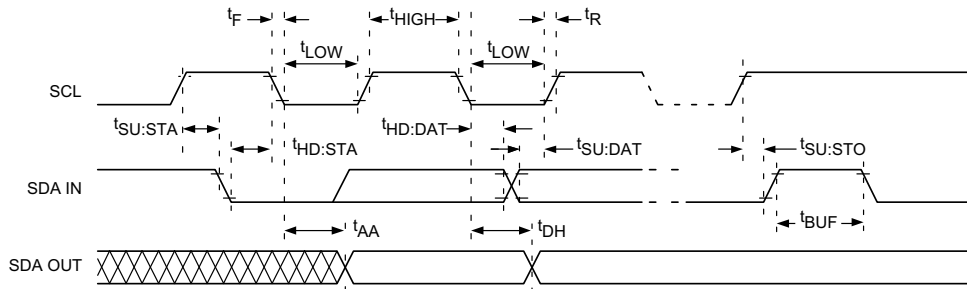 tF tHIGH tR
tLOW tLOW
SCL
tSU:STA tHD:DAT
tHD:STA tSU:DAT tSU:STO
SDA IN
tAA tDH tBUF
SDA OUT